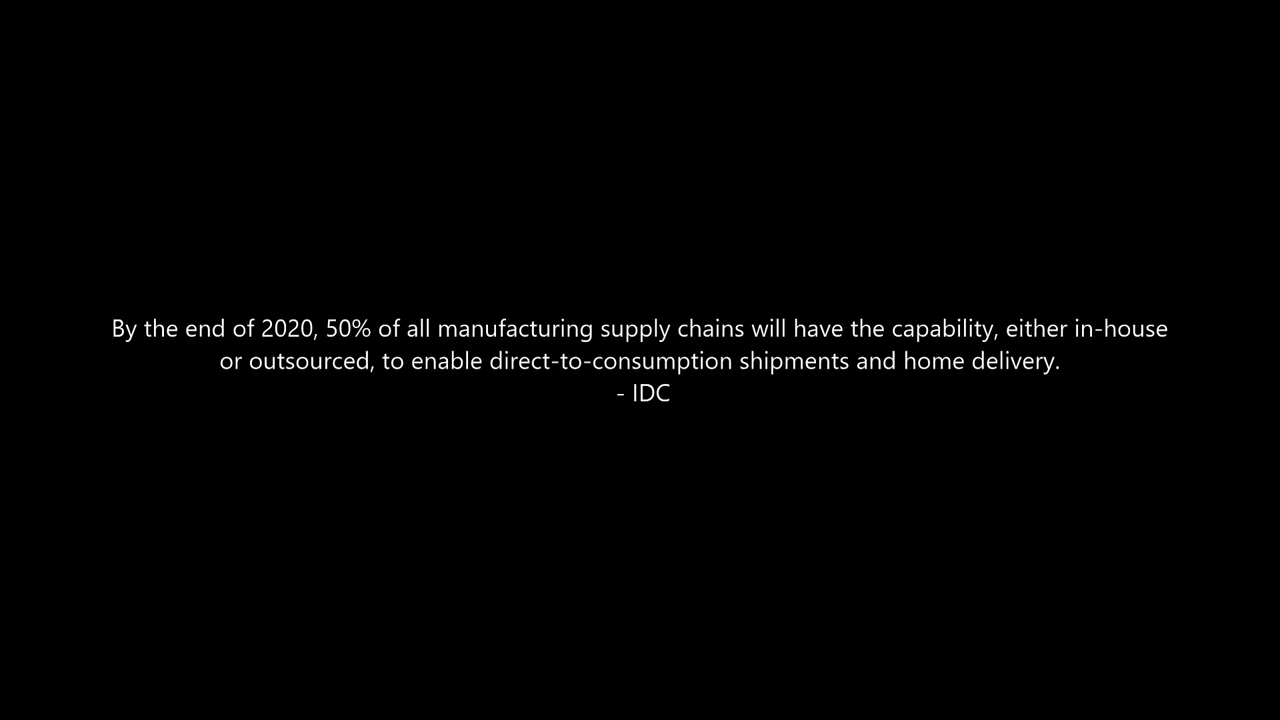 By the end of 2020, 50% of all manufacturing supply chains will have the capability, either in-house
or outsourced, to enable direct-to-consumption shipments and home delivery.
- IDC